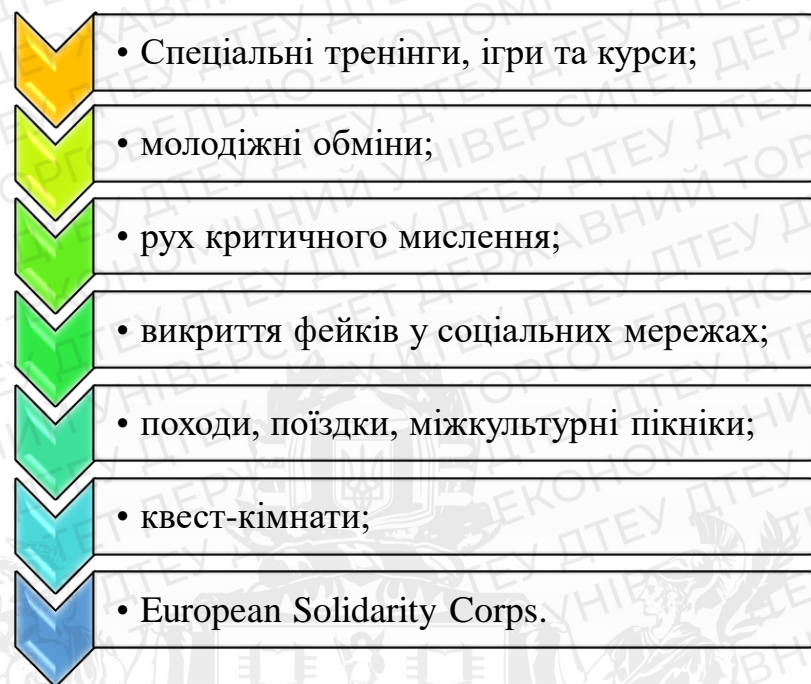 • Спеціальні тренінги, ігри та курси;
• молодіжні обміни;
• рух критичного мислення;
• викриття фейків у соціальних мережах;
• походи, поїздки, міжкультурні пікніки;
• квест-кімнати;
• European Solidarity Corps.